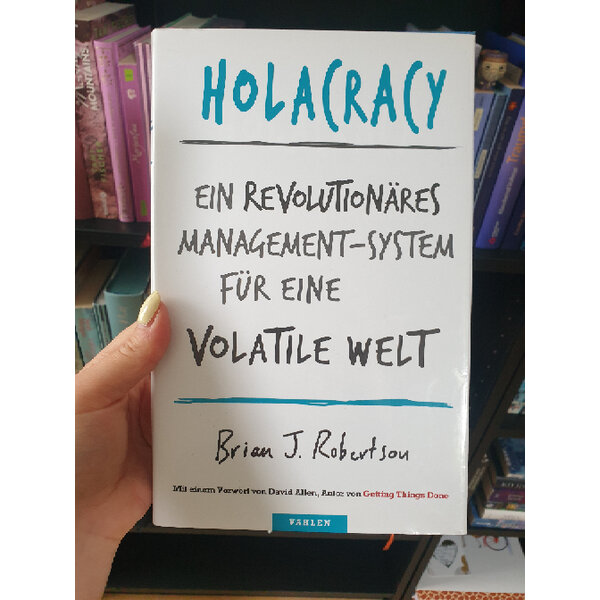 HOLACRACY
EIN REVOLUTIONÄRES
MANAGEMENT-SYSTEM
FÜR EINE
VOLATILE WELT
Brian J. Robertson
Mit einem Vorwort von David Allen, Autor von Getting Things Done
VAHLEN
MOUNTAINS